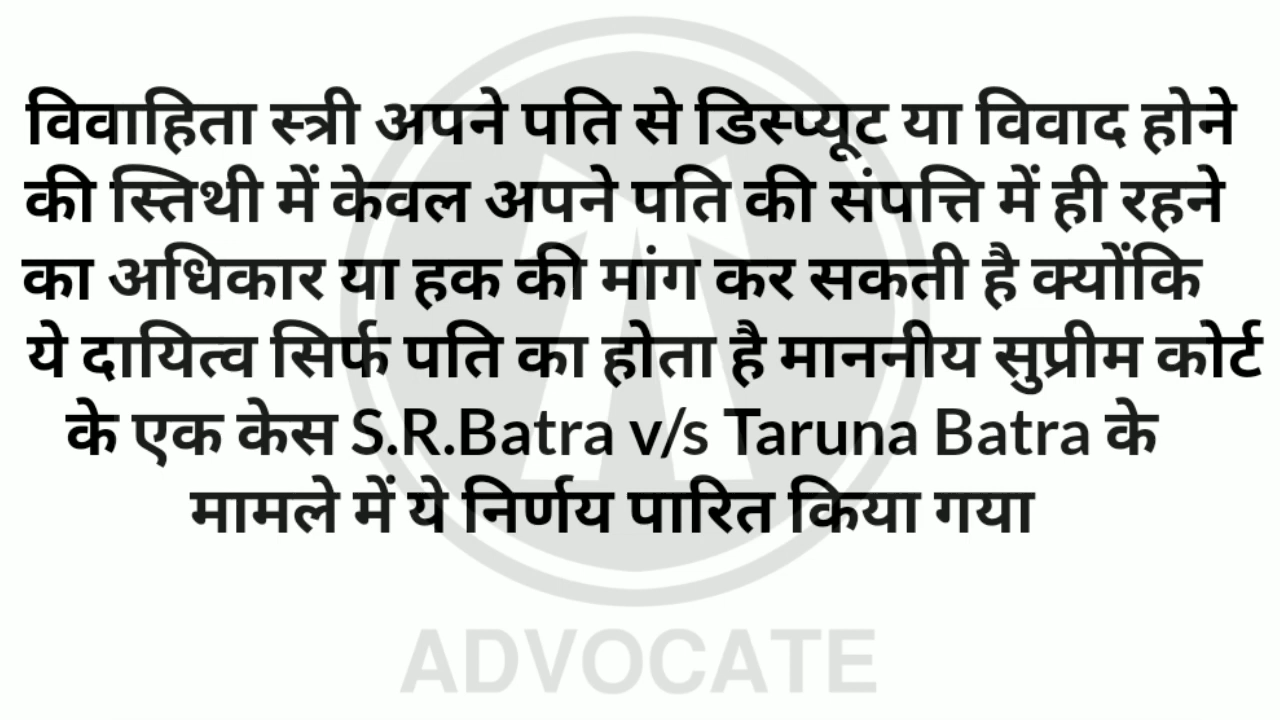 विवाहिता स्त्री अपने पति से डिस्प्यूट या विवाद होने
की स्तिथी में केवल अपने पति की संपत्ति में ही रहने
का अधिकार या हक की मांग कर सकती है क्योंकि
ये दायित्व सिर्फ पति का होता है माननीय सुप्रीम कोर्ट
के एक केस S.R.Batra v/s Taruna Batra के
मामले में ये निर्णय पारित किया गया
ADVOCATE